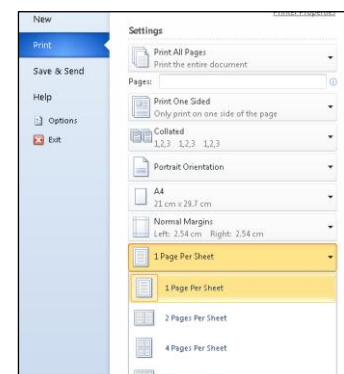 New
Printer Properties
Settings
Print
Print All Pages
Print the entire document
Save & Send
Pages:
Help
Print One Sided
Only print on one side of the page
Options
Collated
1,2,3 1,2,3 1,2,3
Exit
Portrait Orientation
A4
21 cm x 29.7 cm
Normal Margins
Left: 2.54 cm Right: 2.54 cm
1 Page Per Sheet
1 Page Per Sheet
2 Pages Per Sheet
4 Pages Per Sheet